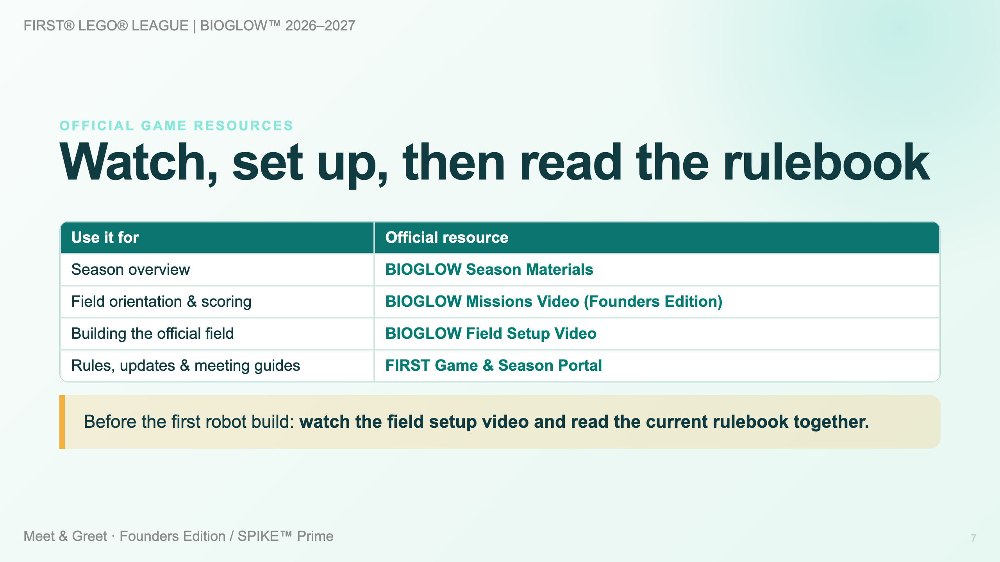 FIRST® LEGO® LEAGUE | BIOGLOW™ 2026–2027
OFFICIAL GAME RESOURCES
Watch, set up, then read the rulebook
Use it for
Official resource
Season overview
BIOGLOW Season Materials
Field orientation & scoring
BIOGLOW Missions Video (Founders Edition)
Building the official field
BIOGLOW Field Setup Video
Rules, updates & meeting guides
FIRST Game & Season Portal
Before the first robot build: watch the field setup video and read the current rulebook together.
Meet & Greet · Founders Edition / SPIKE™ Prime
7